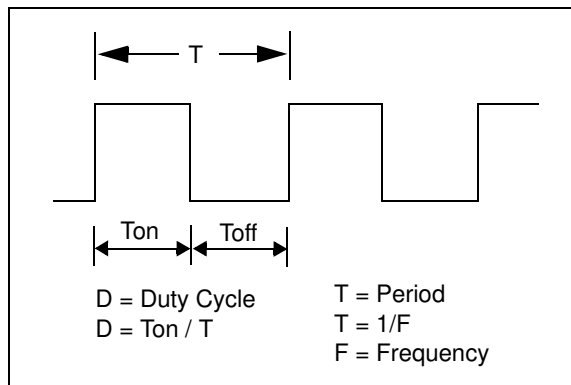 T
Ton
Toff
D = Duty Cycle
D = Ton / T
T = Period
T = 1/F
F = Frequency